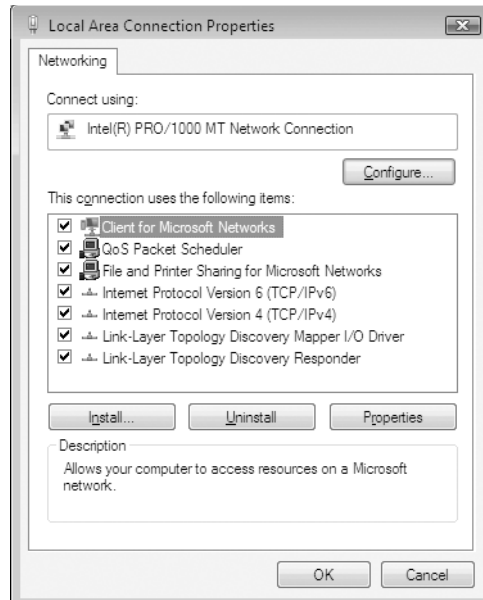 Local Area Connection Properties
Networking
Connect using:
Intel(R) PRO/1000 MT Network Connection
Configure...
This connection uses the following items:
Client for Microsoft Networks
QoS Packet Scheduler
File and Printer Sharing for Microsoft Networks
Internet Protocol Version 6 (TCP/IPv6)
Internet Protocol Version 4 (TCP/IPv4)
Link-Layer Topology Discovery Mapper I/O Driver
Link-Layer Topology Discovery Responder
Install... Uninstall Properties
Description
Allows your computer to access resources on a Microsoft
network.
OK Cancel